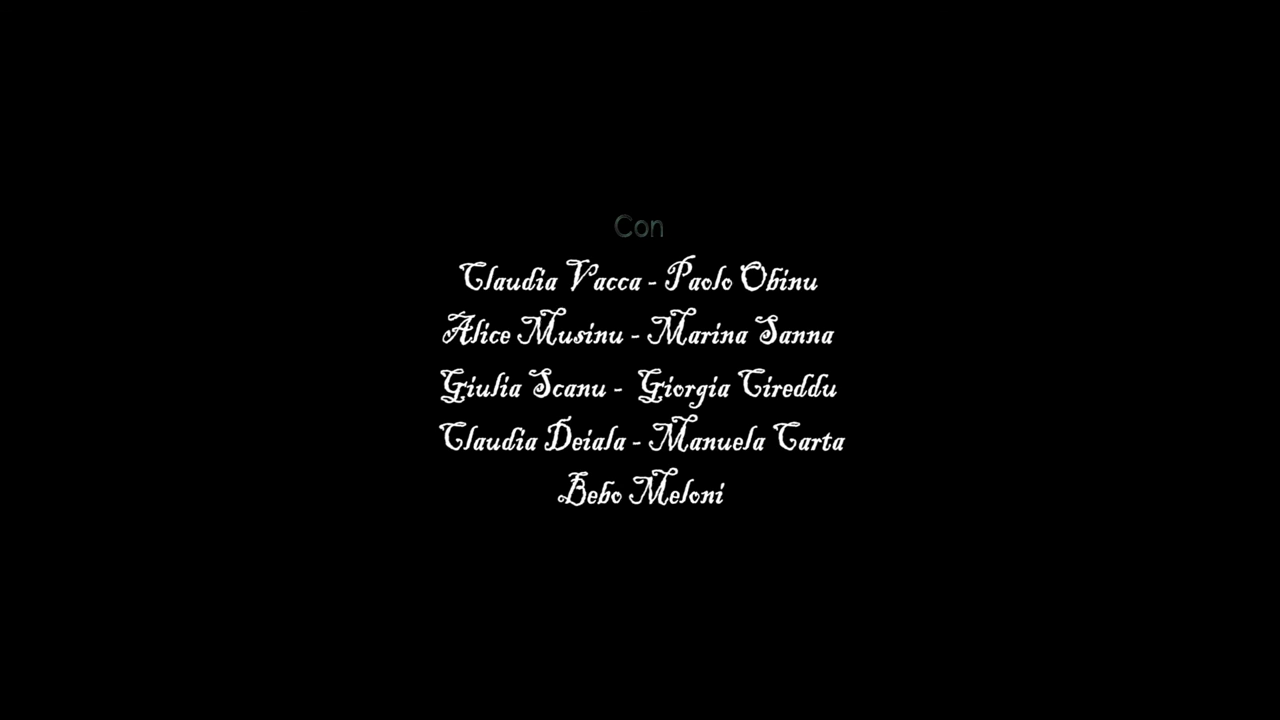 Con
Claudia Vacca - Paolo Obinu
Alice Musinu - Marina Sanna
Giulia Scanu - Giorgia Cireddu
Claudia Deiala - Manuela Carta
Bebo Meloni